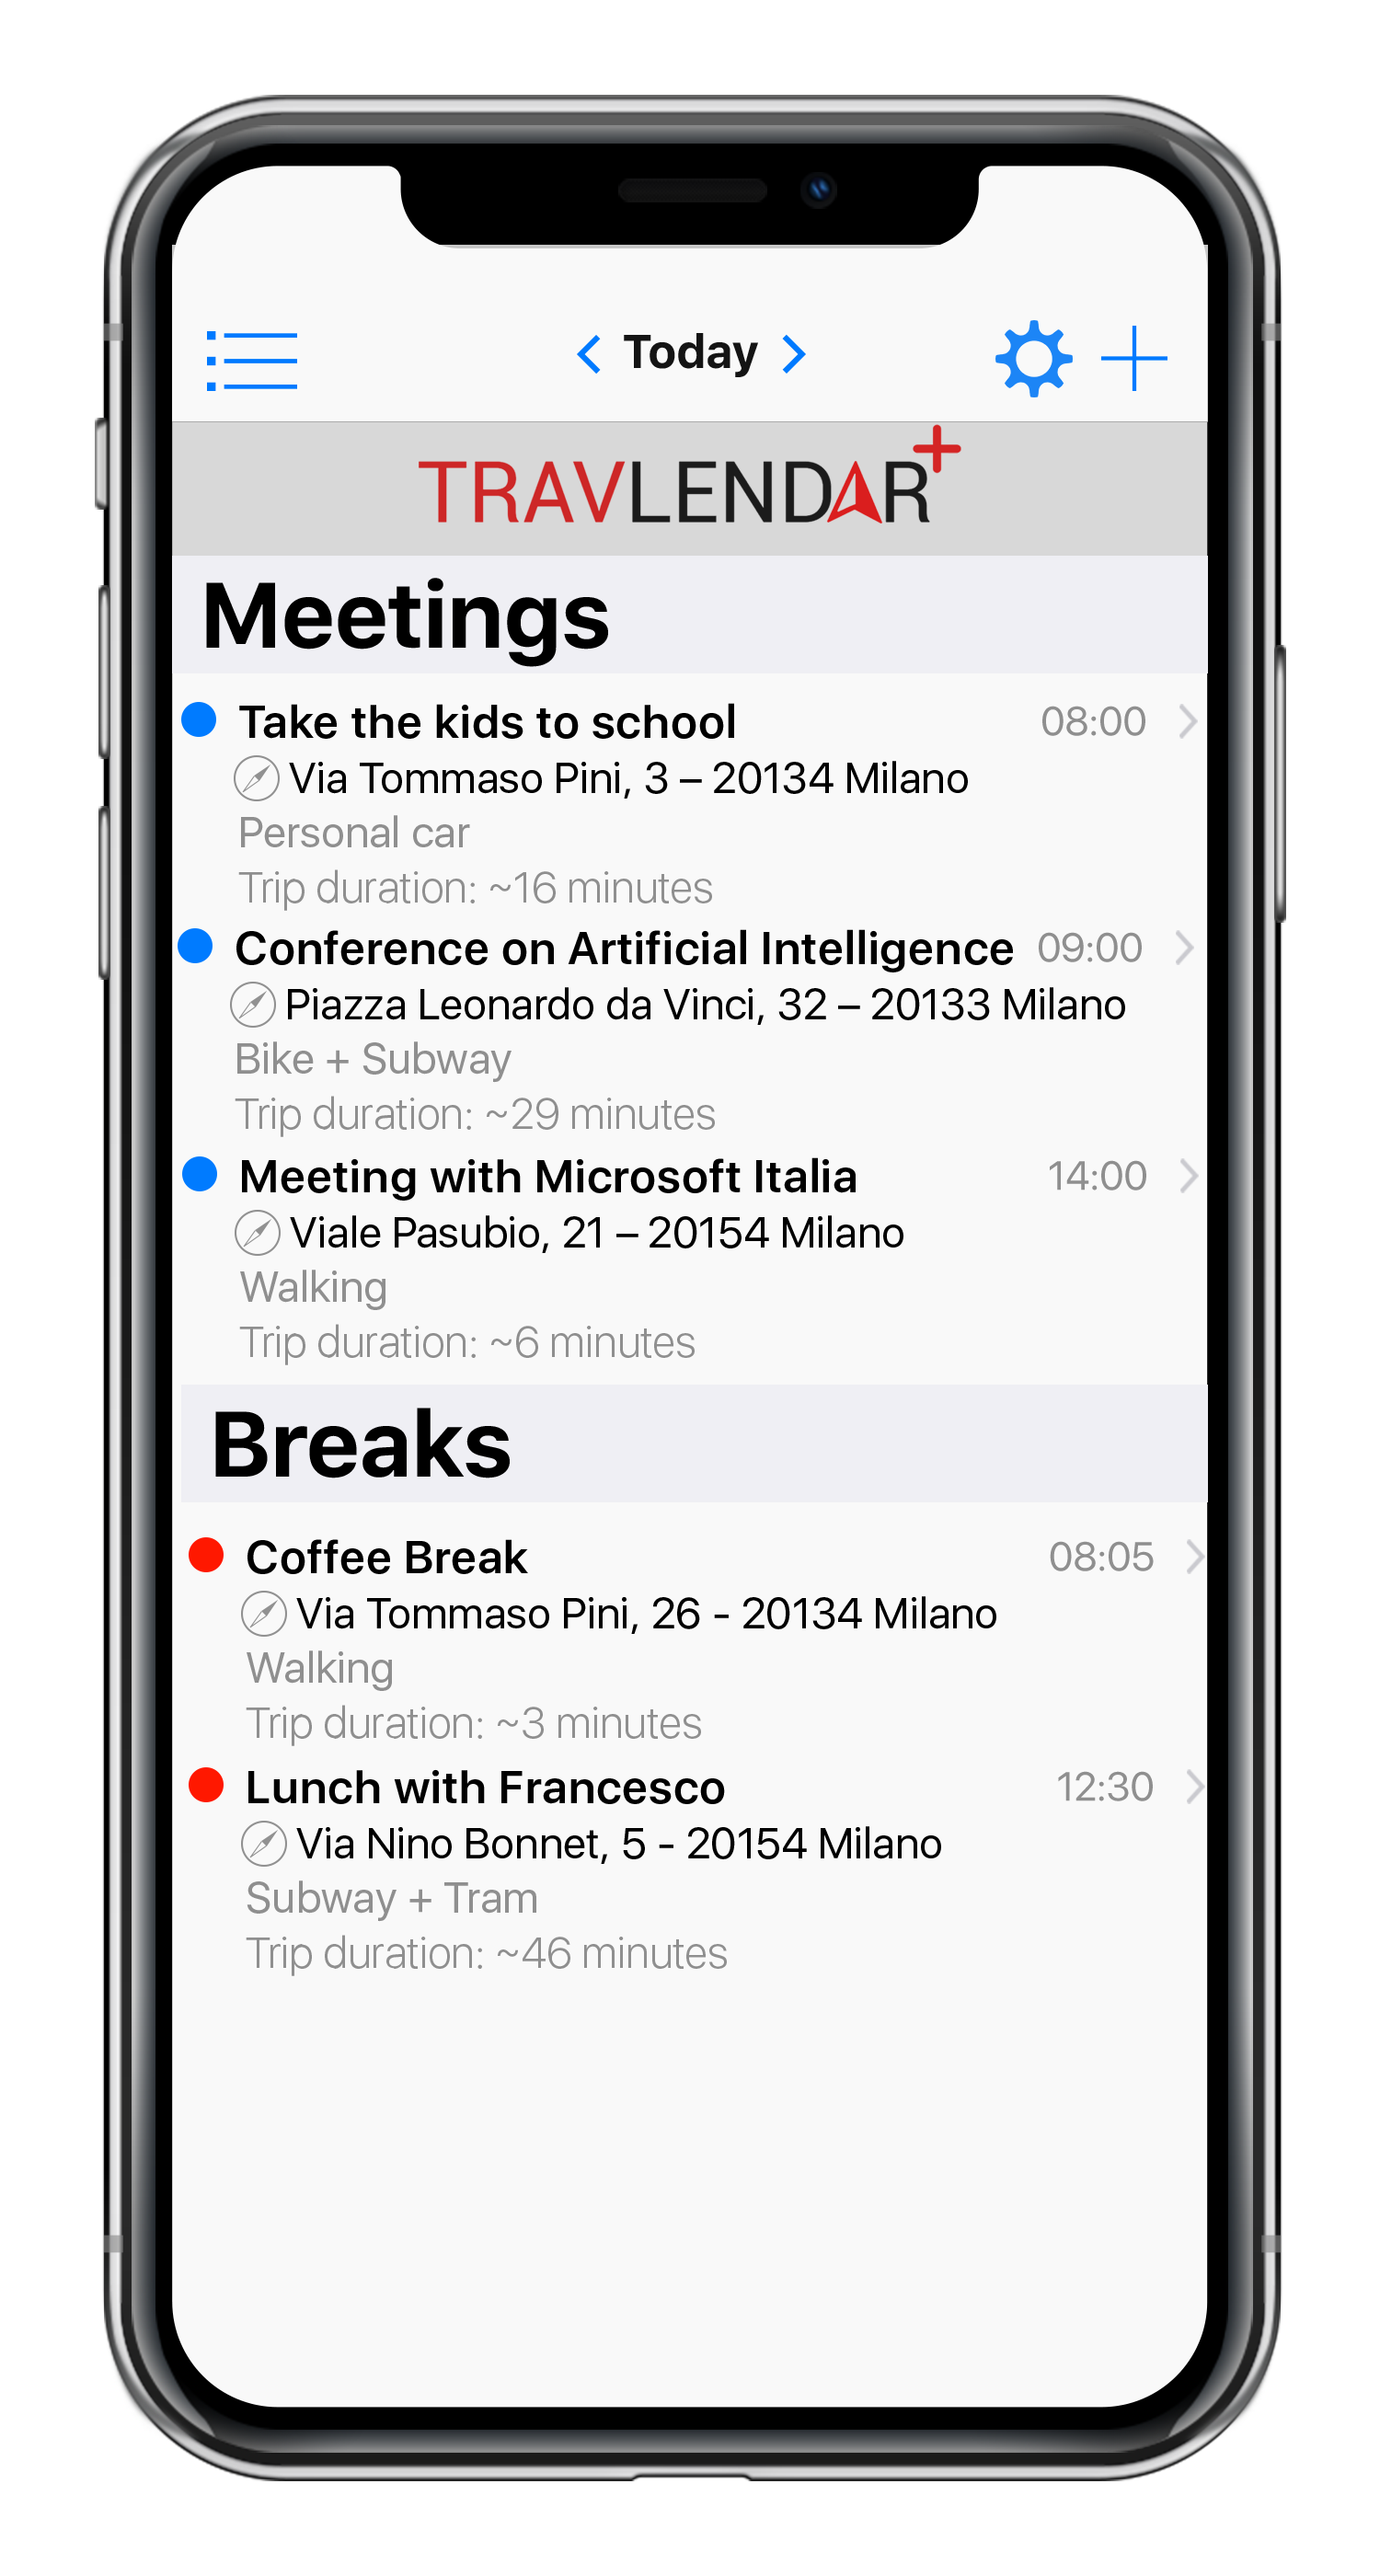 Today
TRAVLENDAR+
Meetings
Take the kids to school 08:00
Via Tommaso Pini, 3 – 20134 Milano
Personal car
Trip duration: ~16 minutes
Conference on Artificial Intelligence 09:00
Piazza Leonardo da Vinci, 32 – 20133 Milano
Bike + Subway
Trip duration: ~29 minutes
Meeting with Microsoft Italia 14:00
Viale Pasubio, 21 – 20154 Milano
Walking
Trip duration: ~6 minutes
Breaks
Coffee Break 08:05
Via Tommaso Pini, 26 - 20134 Milano
Walking
Trip duration: ~3 minutes
Lunch with Francesco 12:30
Via Nino Bonnet, 5 - 20154 Milano
Subway + Tram
Trip duration: ~46 minutes